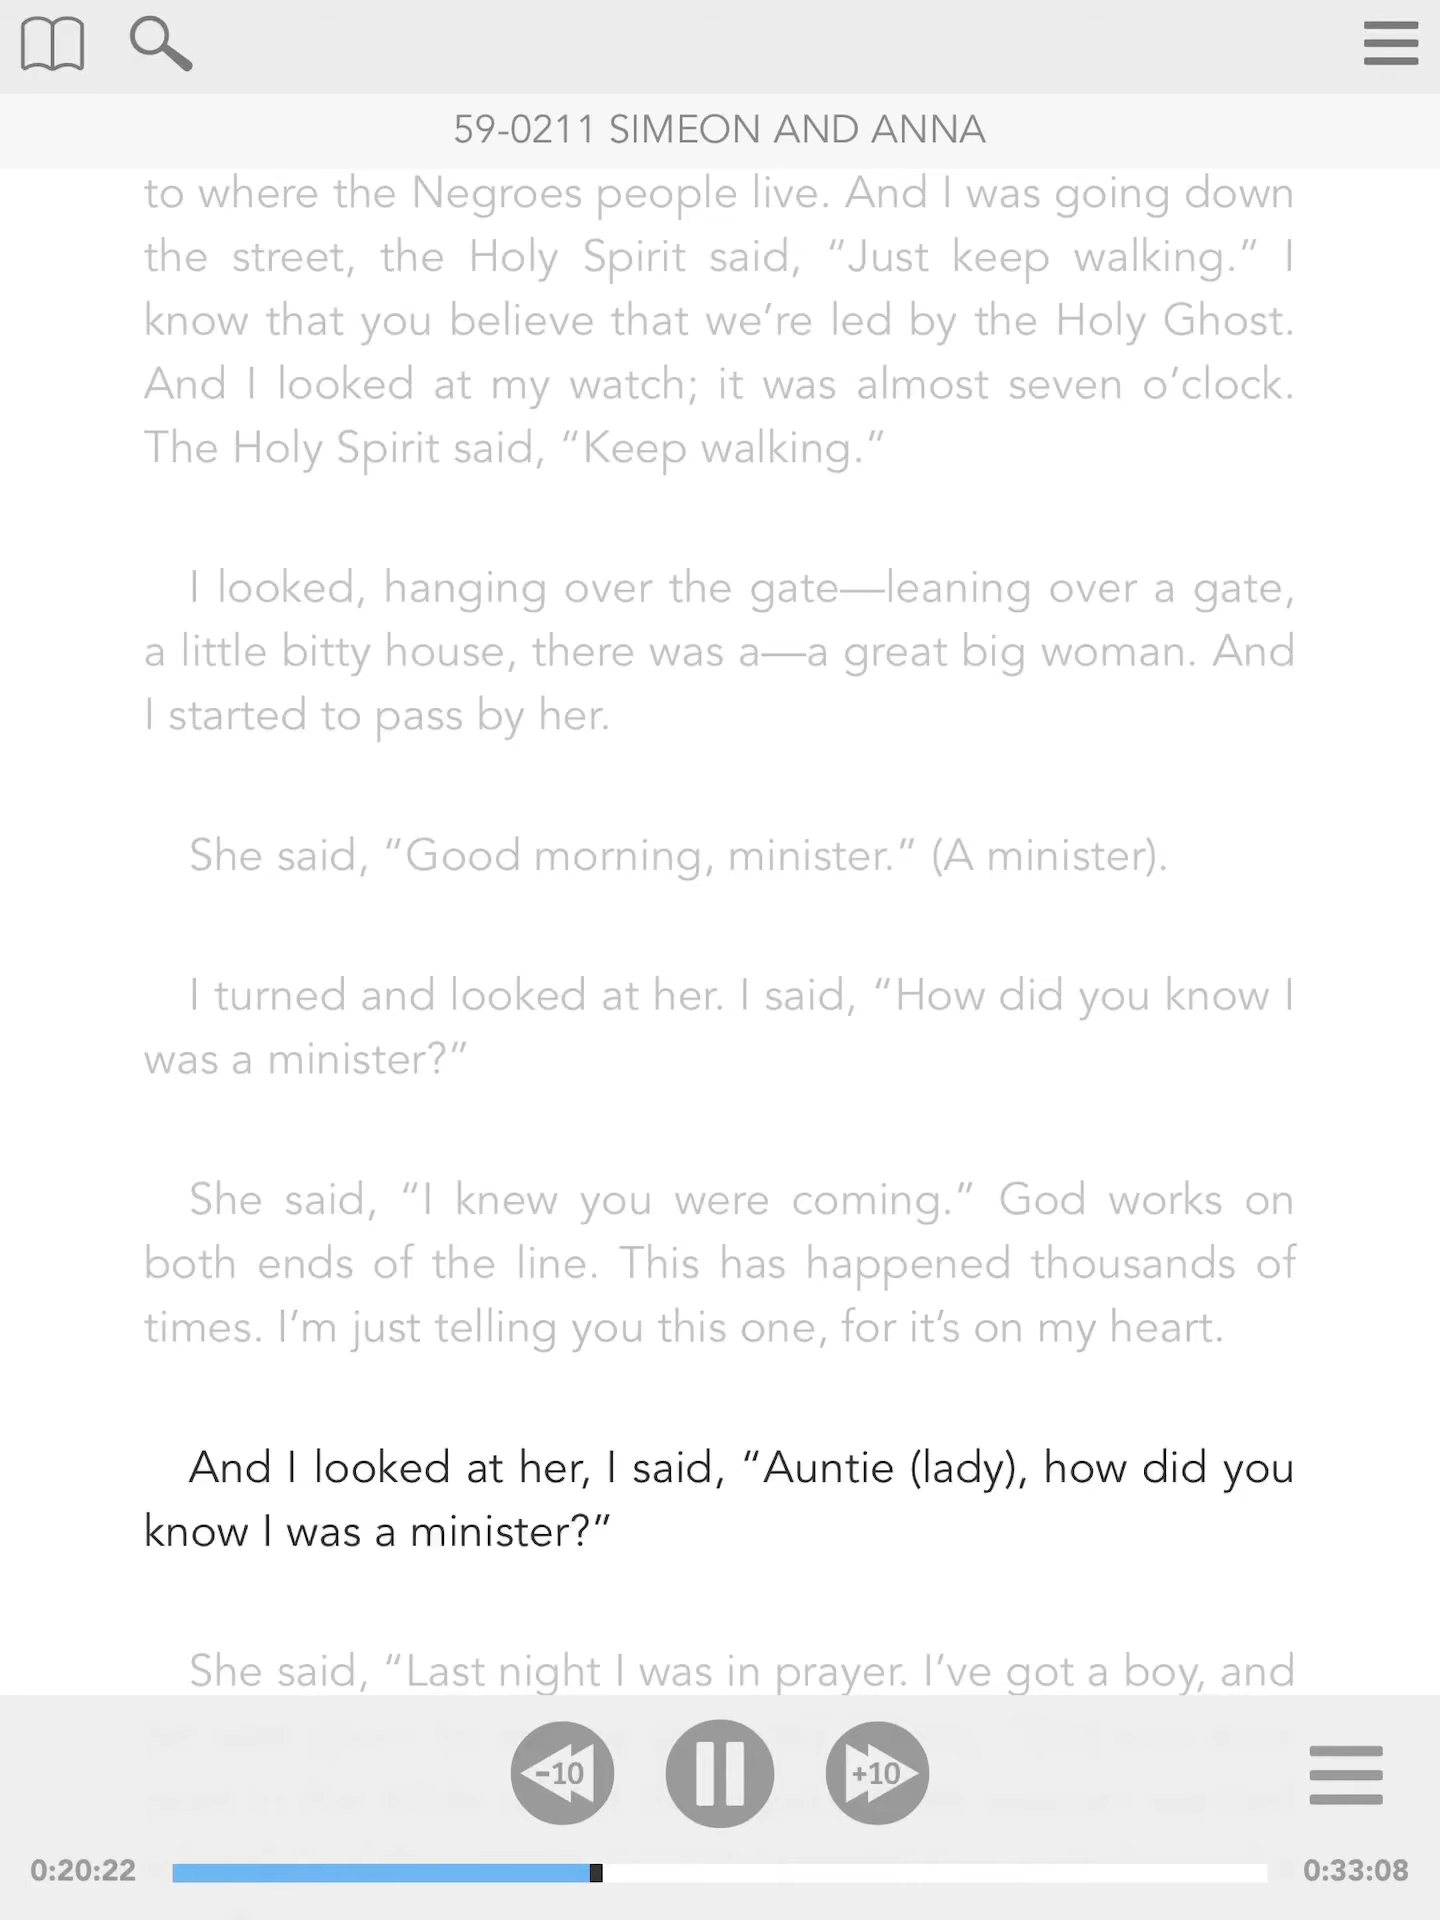 59-0211 SIMEON AND ANNA
to where the Negroes people live. And I was going down
the street, the Holy Spirit said, “Just keep walking.” I
know that you believe that we’re led by the Holy Ghost.
And I looked at my watch; it was almost seven o’clock.
The Holy Spirit said, “Keep walking.”
I looked, hanging over the gate—leaning over a gate,
a little bitty house, there was a—a great big woman. And
I started to pass by her.
She said, “Good morning, minister.” (A minister).
I turned and looked at her. I said, “How did you know I
was a minister?”
She said, “I knew you were coming.” God works on
both ends of the line. This has happened thousands of
times. I’m just telling you this one, for it’s on my heart.
And I looked at her, I said, “Auntie (lady), how did you
know I was a minister?”
She said, “Last night I was in prayer. I’ve got a boy, and
-10
+10
0:20:22
0:33:08